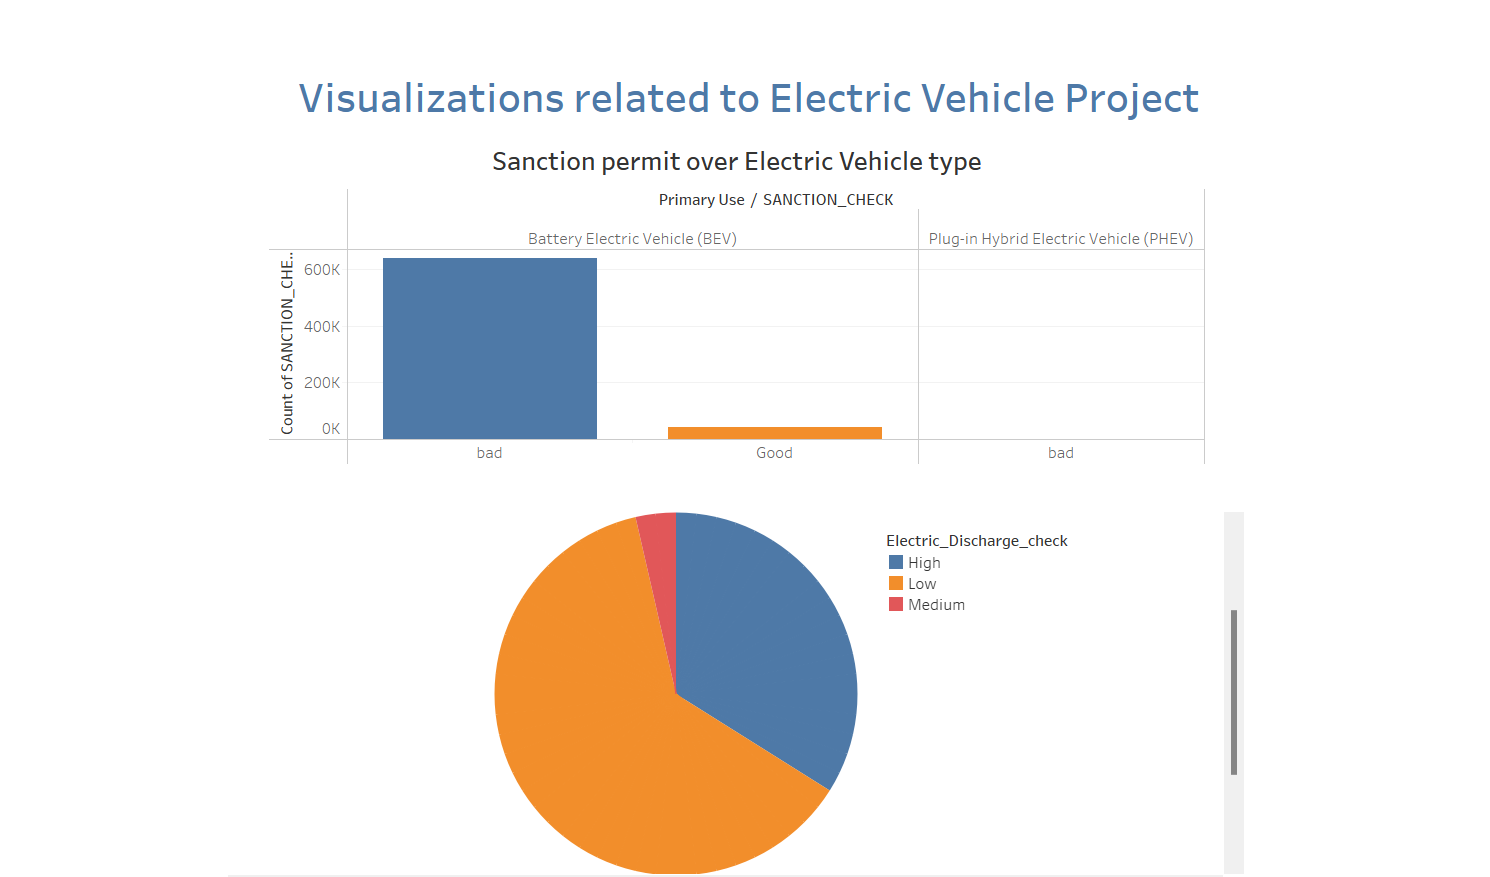 Visualizations related to Electric Vehicle Project
Sanction permit over Electric Vehicle type
Primary Use / SANCTION_CHECK
Battery Electric Vehicle (BEV)
Plug-in Hybrid Electric Vehicle (PHEV)
Count of SANCTION_CHE..
600K
400K
200K
0K
bad
Good
bad
Electric_Discharge_check
High
Low
Medium